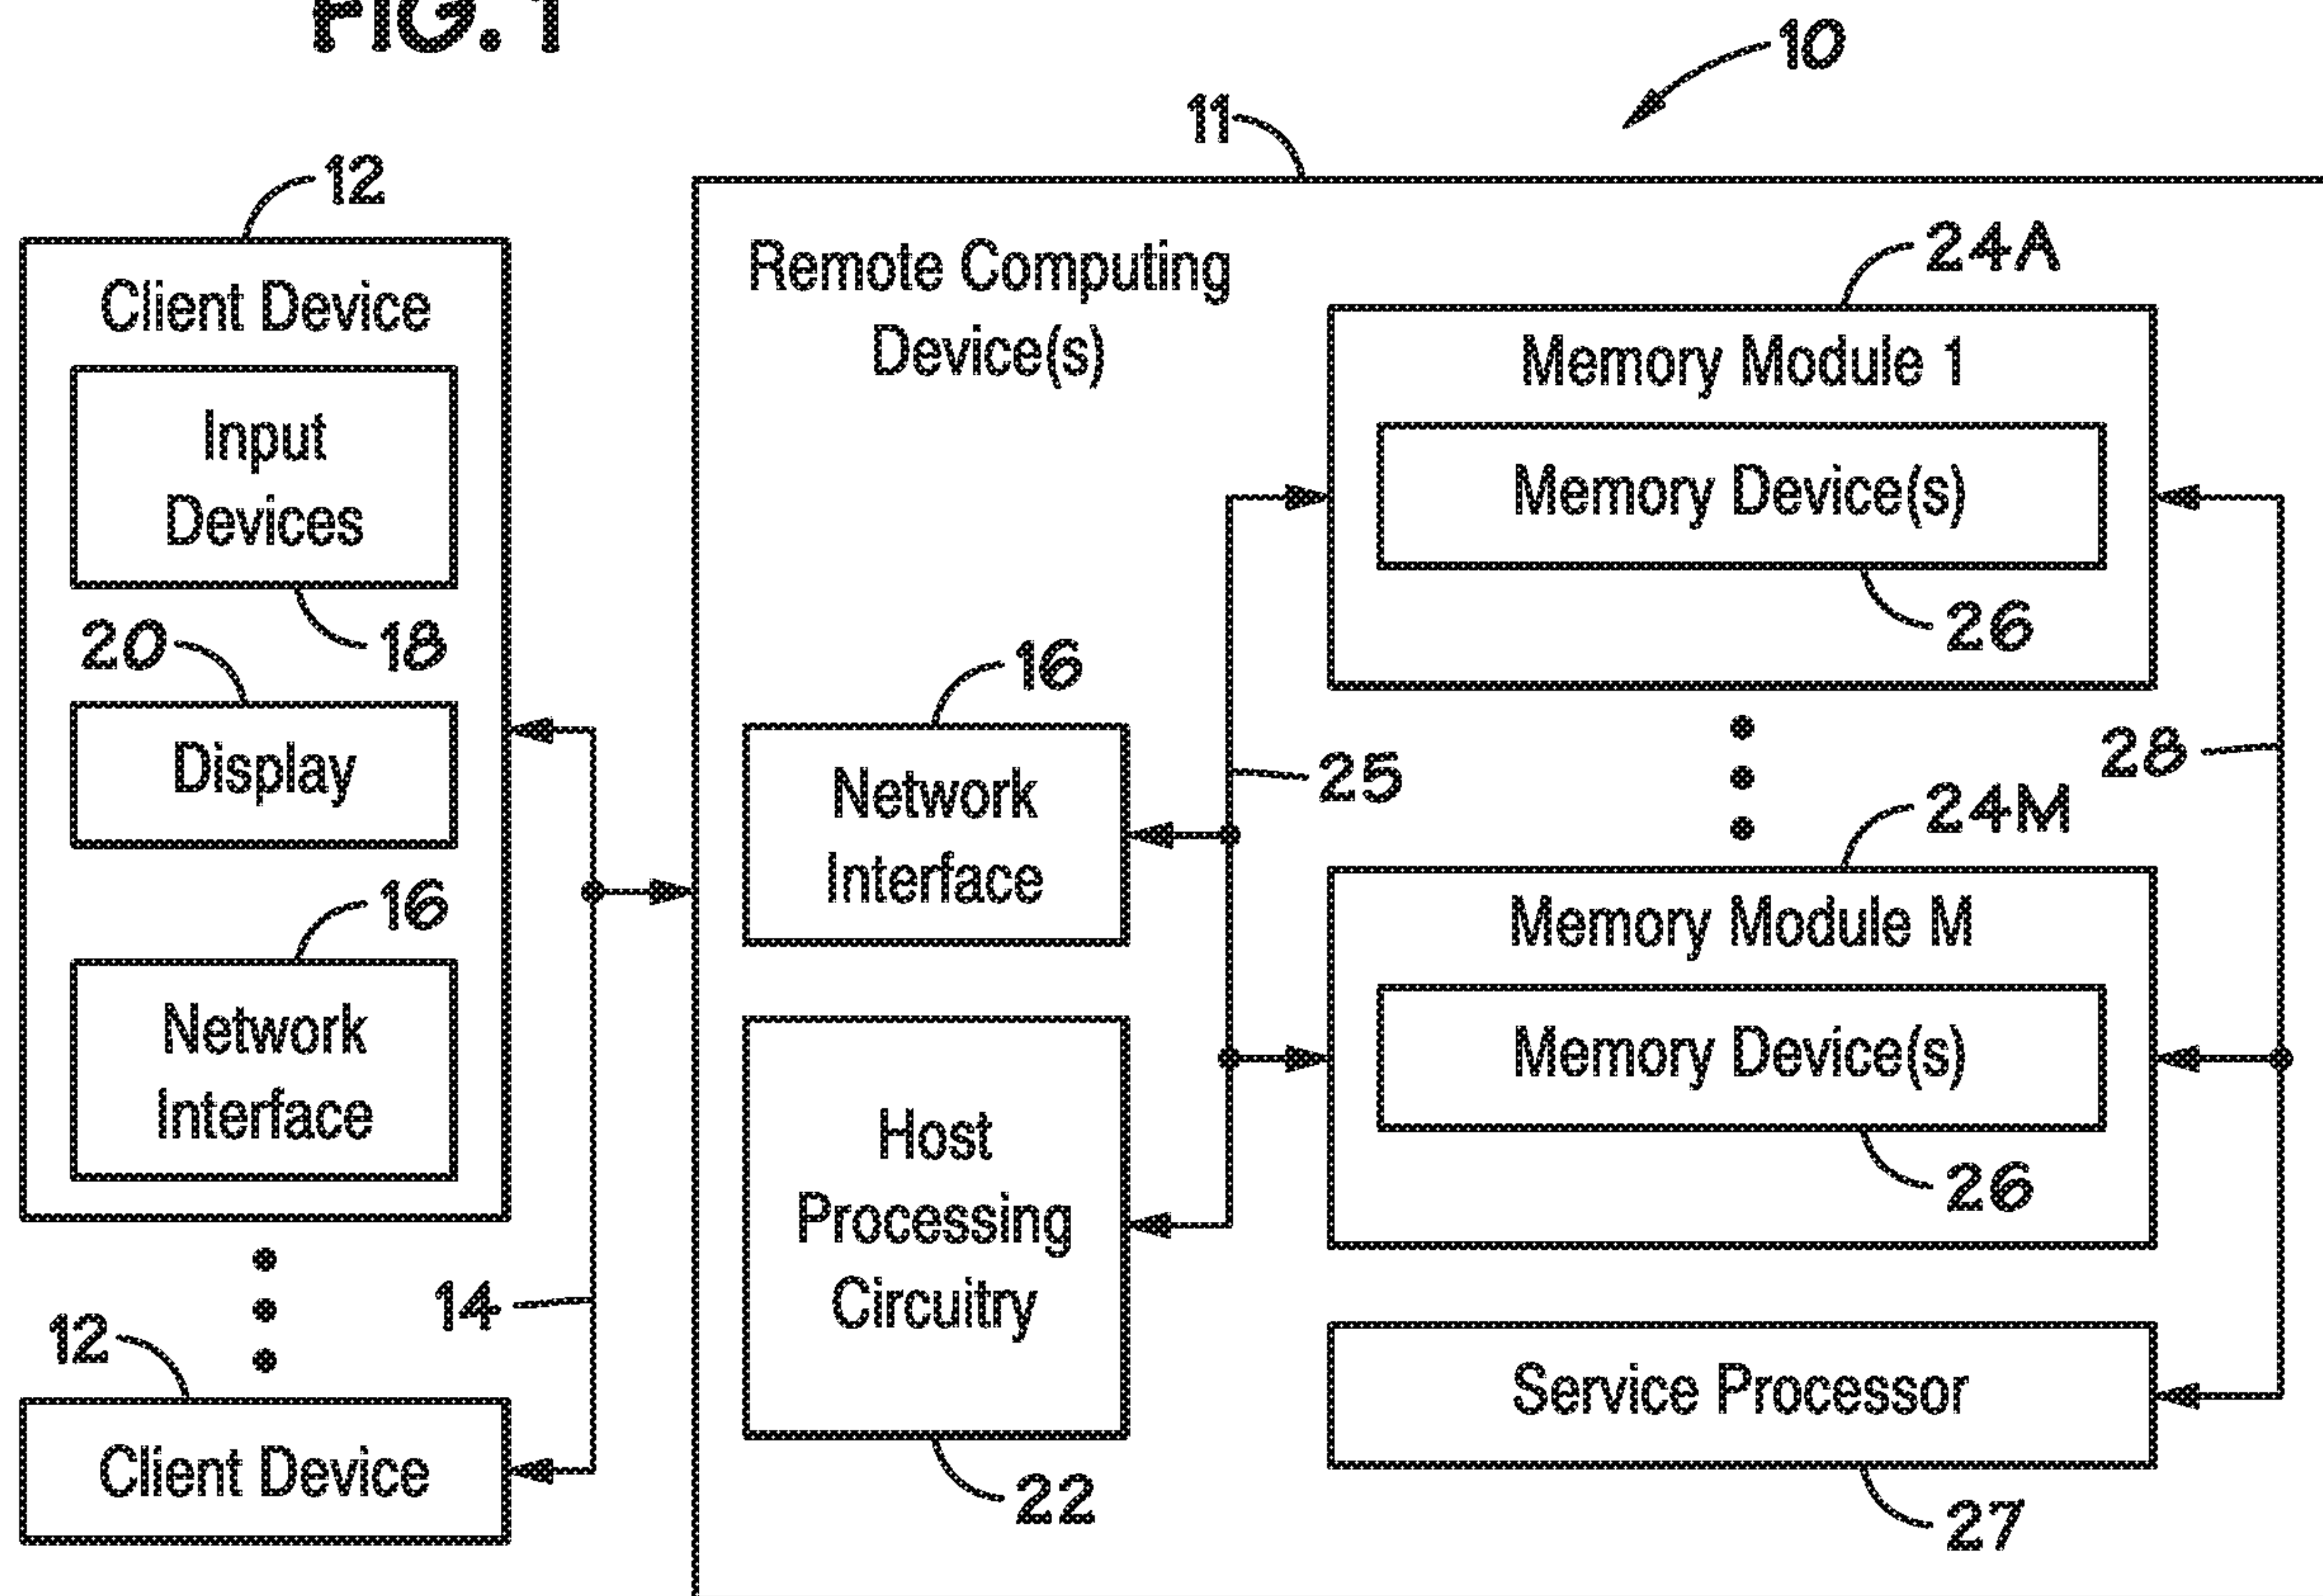 FIG. 1
10
11
12
Client Device
Input
Devices
18
20
Display
16
Network
Interface
14
12
Client Device
Remote Computing
Device(s)
16
Network
Interface
25
Host
Processing
Circuitry
22
24A
Memory Module 1
Memory Device(s)
26
28
24M
Memory Module M
Memory Device(s)
26
Service Processor
27